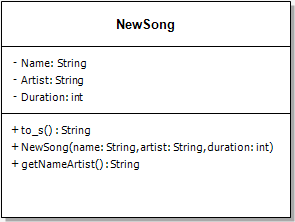 NewSong
- Name: String
- Artist: String
- Duration: int
+ to_s() : String
+ NewSong(name: String,artist: String,duration: int)
+ getNameArtist() : String